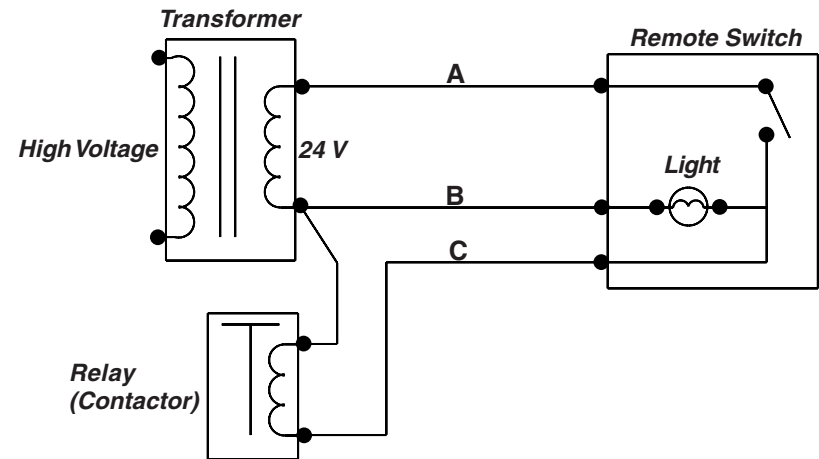 Transformer
Remote Switch
A
High Voltage
24 V
Light
B
C
Relay
(Contactor)